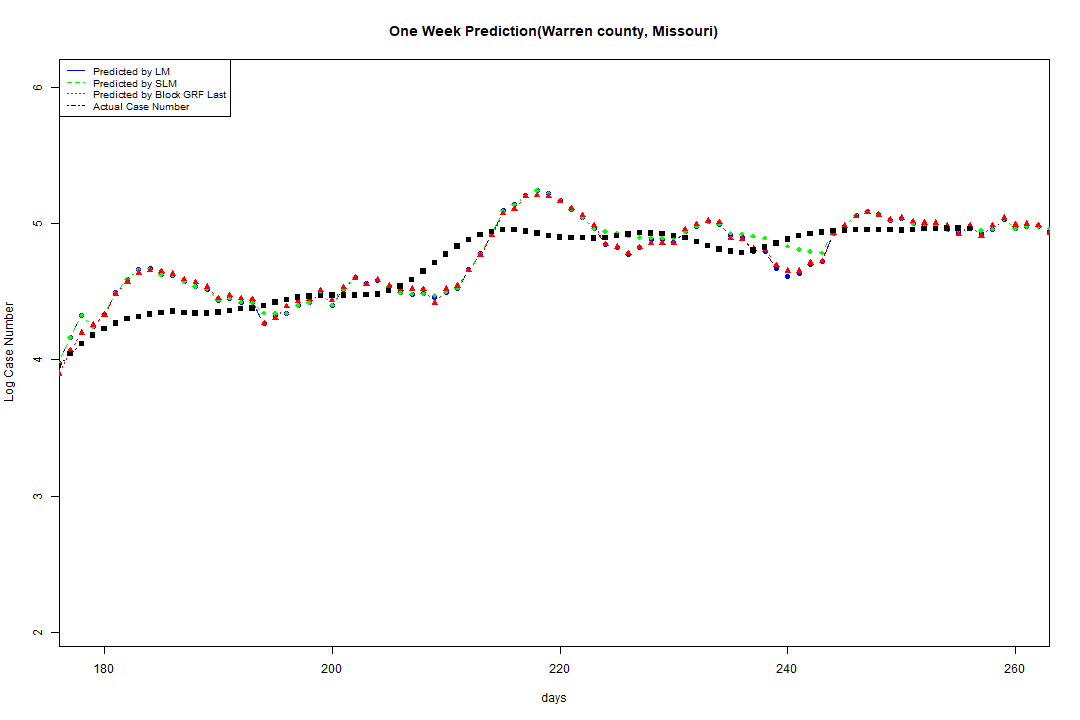 One Week Prediction(Warren county, Missouri)
Predicted by LM
Predicted by SLM
Predicted by Block GRF Last
Actual Case Number
6
5
4
3
2
Log Case Number
180 200 220 240 260
days